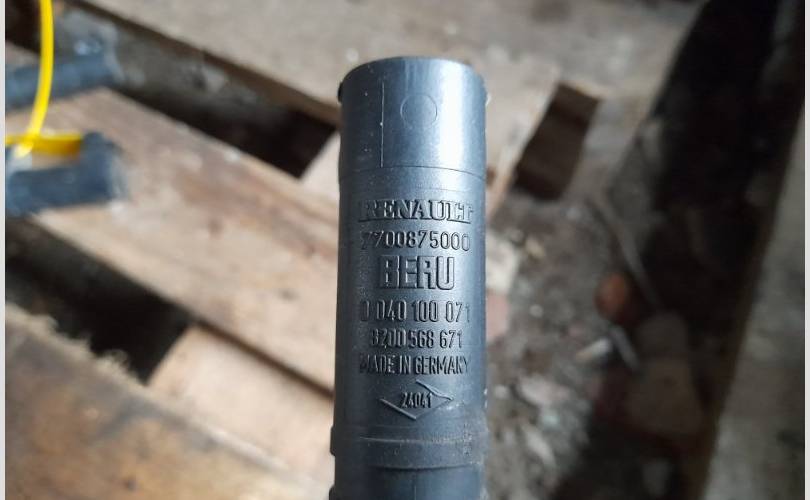 RENAULT
7700875000
BERU
0 040 100 071
8200 568 671
MADE IN GERMANY
24041